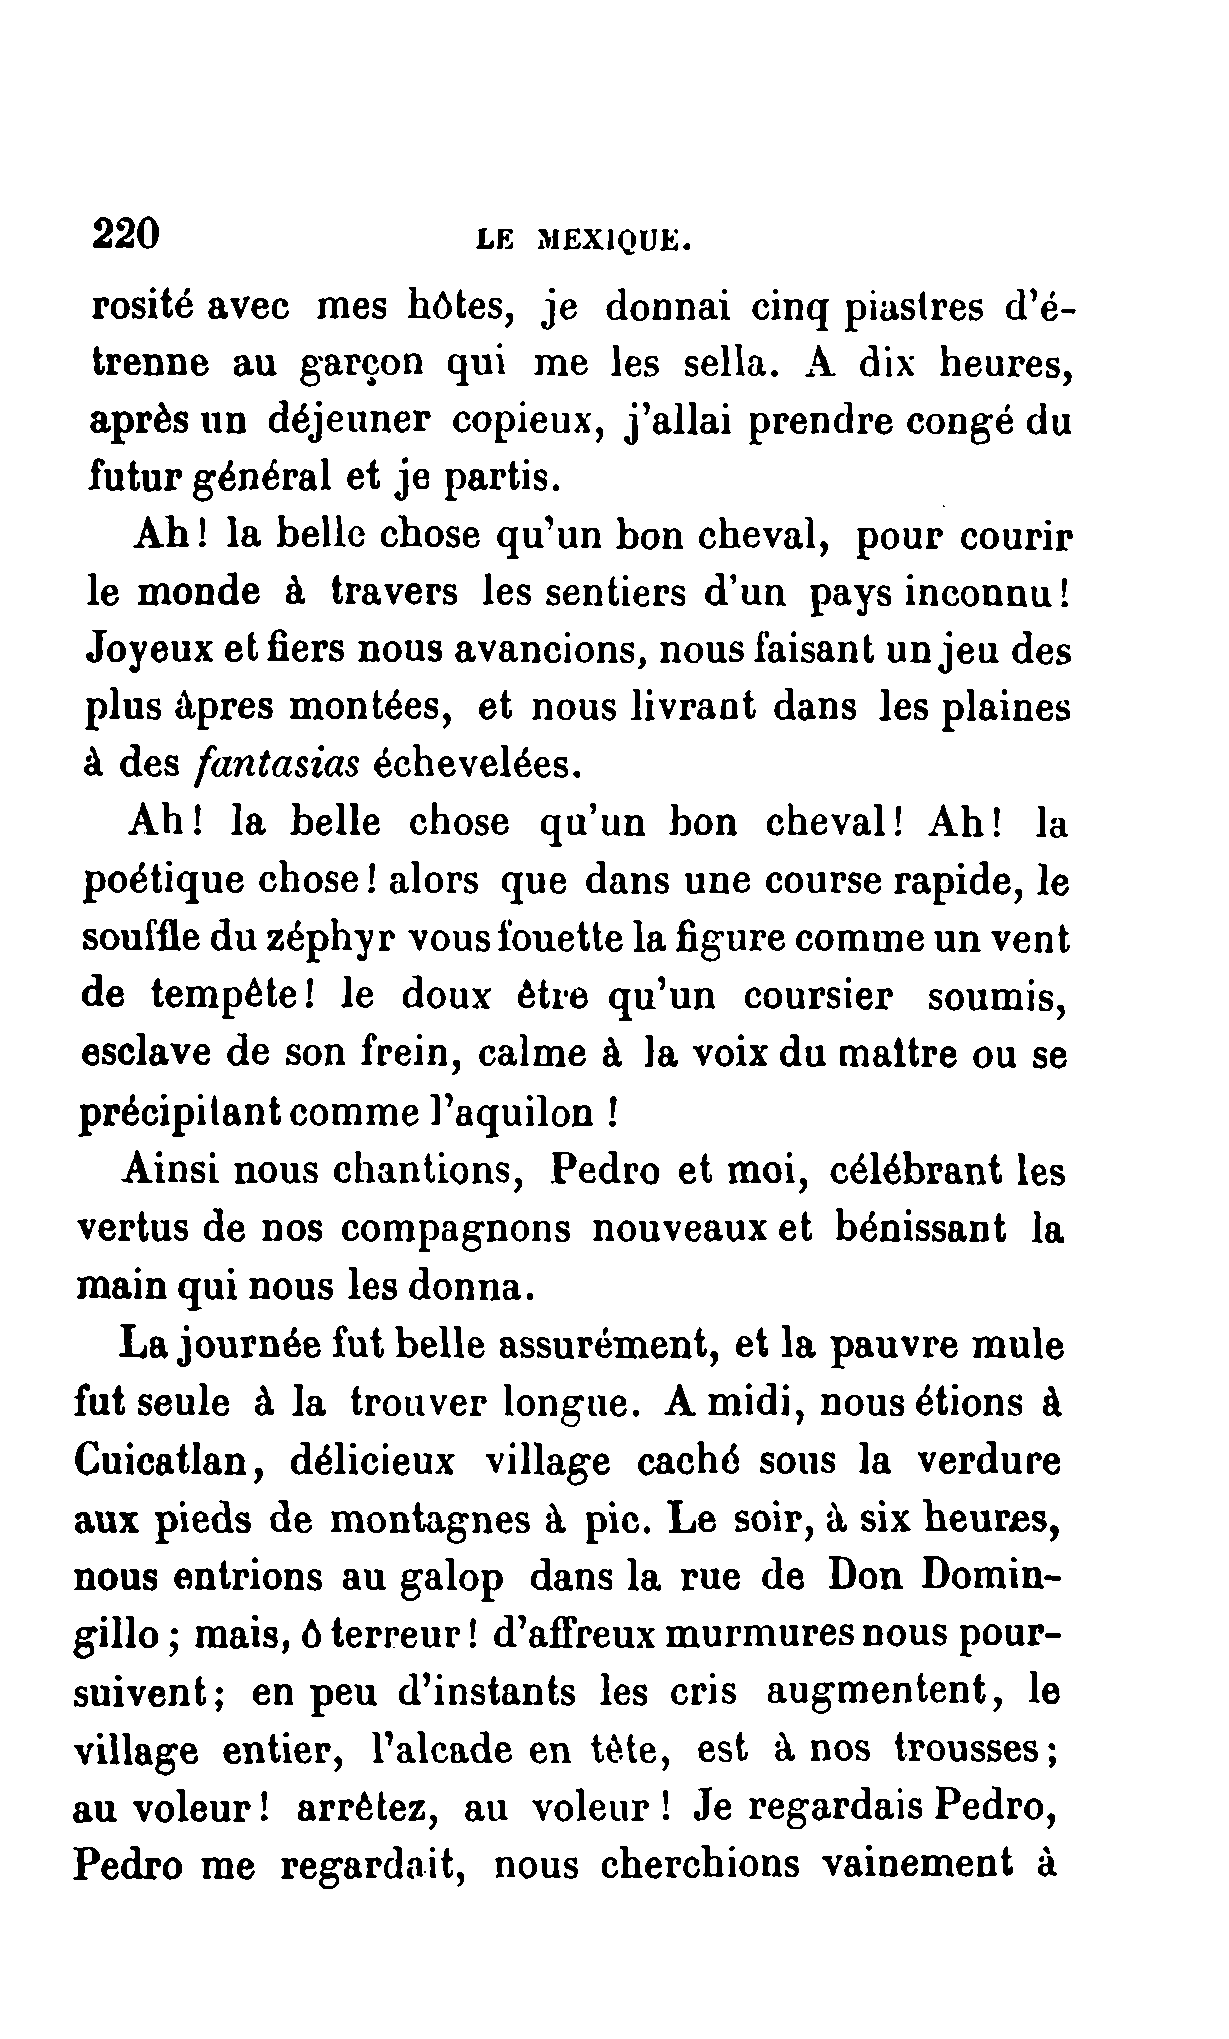 220 LE MEXIQUE.
rosité avec mes hôtes, je donnai cinq piastres d'é-
trenne au garçon qui me les sella. A dix heures,
après un déjeuner copieux, j'allai prendre congé du
futur général et je partis.
Ah! la belle chose qu'un bon cheval, pour courir
le monde à travers les sentiers d'un pays inconnu!
Joyeux et fiers nous avancions, nous faisant un jeu des
plus âpres montées, et nous livrant dans les plaines
à des fantasias échevelées.
Ah! la belle chose qu'un bon cheval! Ah! la
poétique chose! alors que dans une course rapide, le
souffle du zéphyr vous fouette la figure comme un vent
de tempête! le doux être qu'un coursier soumis,
esclave de son frein, calme à la voix du maître ou se
précipitant comme l'aquilon !
Ainsi nous chantions, Pedro et moi, célébrant les
vertus de nos compagnons nouveaux et bénissant la
main qui nous les donna.
La journée fut belle assurément, et la pauvre mule
fut seule à la trouver longue. A midi, nous étions à
Cuicatlan, délicieux village caché sous la verdure
aux pieds de montagnes à pic. Le soir, à six heures,
nous entrions au galop dans la rue de Don Domin-
gillo ; mais, ô terreur ! d'affreux murmures nous pour-
suivent; en peu d'instants les cris augmentent, le
village entier, l'alcade en tête, est à nos trousses;
au voleur! arrêtez, au voleur ! Je regardais Pedro,
Pedro me regardait, nous cherchions vainement à